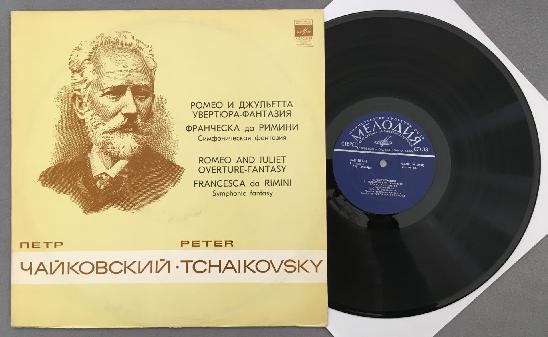 РОМЕО И ДЖУЛЬЕТТА
УВЕРТЮРА-ФАНТАЗИЯ
ФРАНЧЕСКА да РИМИНИ
Симфоническая фантазия
ROMEO AND JULIET
OVERTURE-FANTASY
FRANCESCA da RIMINI
Symphonic fantasy
ПЕТР PETER
ЧАЙКОВСКИЙ · TCHAIKOVSKY
МЕЛОДИЯ
СТЕРЕО